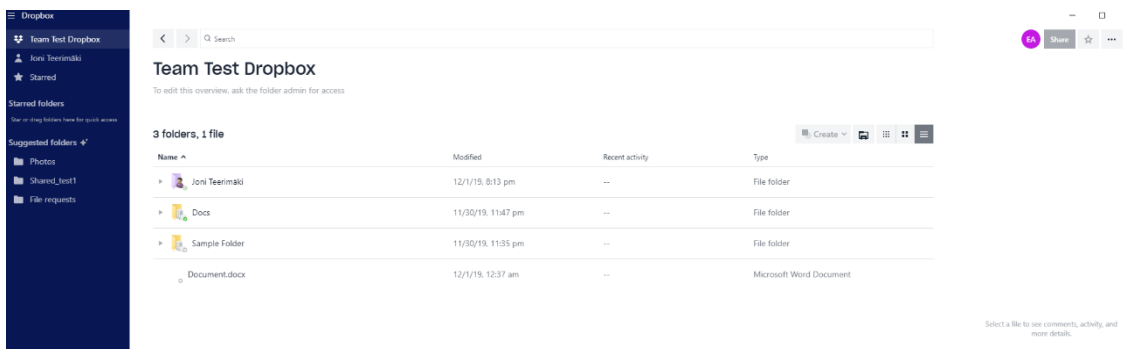 Dropbox
Team Test Dropbox
Joni Teerimäki
Starred
Starred folders
Star or drag folders here for quick access
Suggested folders
Photos
Shared_test1
File requests
Search
EA
Share
Team Test Dropbox
To edit this overview, ask the folder admin for access
3 folders, 1 file
Create
Name Modified Recent activity Type
Joni Teerimäki 12/1/19, 8:13 pm -- File folder
Docs 11/30/19, 11:47 pm -- File folder
Sample Folder 11/30/19, 11:35 pm -- File folder
Document.docx 12/1/19, 12:37 am -- Microsoft Word Document
Select a file to see comments, activity, and
more details.